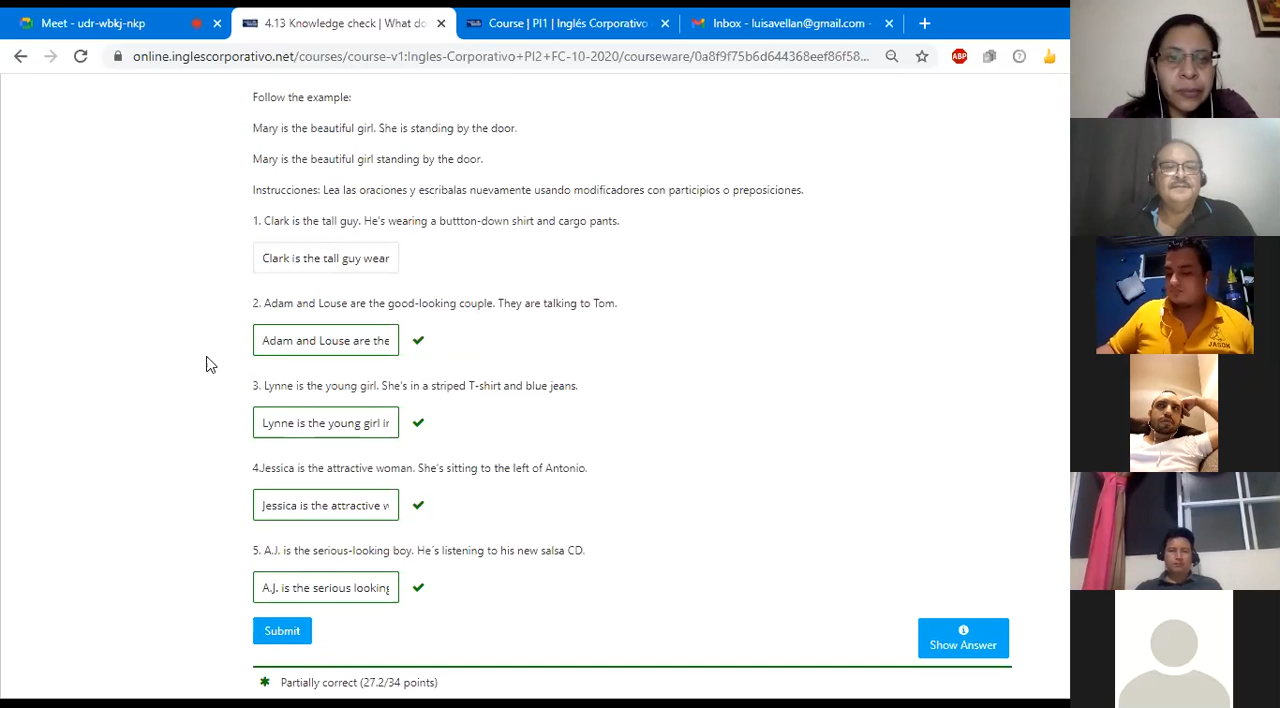 Meet - udr-wbkj-nkp
4.13 Knowledge check | What do
Course | PI1 | Inglés Corporativo
Inbox - luisavellan@gmail.com -
online.inglescorporativo.net/courses/course-v1:Ingles-Corporativo+PI2+FC-10-2020/courseware/0a8f9f75b6d644368eef86f58...
ABP
Follow the example:
Mary is the beautiful girl. She is standing by the door.
Mary is the beautiful girl standing by the door.
Instrucciones: Lea las oraciones y escribalas nuevamente usando modificadores con participios o preposiciones.
1. Clark is the tall guy. He's wearing a buttton-down shirt and cargo pants.
Clark is the tall guy wear
2. Adam and Louse are the good-looking couple. They are talking to Tom.
Adam and Louse are the
3. Lynne is the young girl. She's in a striped T-shirt and blue jeans.
Lynne is the young girl in
4.Jessica is the attractive woman. She's sitting to the left of Antonio.
Jessica is the attractive w
5. A.J. is the serious-looking boy. He´s listening to his new salsa CD.
A.J. is the serious looking
Submit
Show Answer
Partially correct (27.2/34 points)
JASON